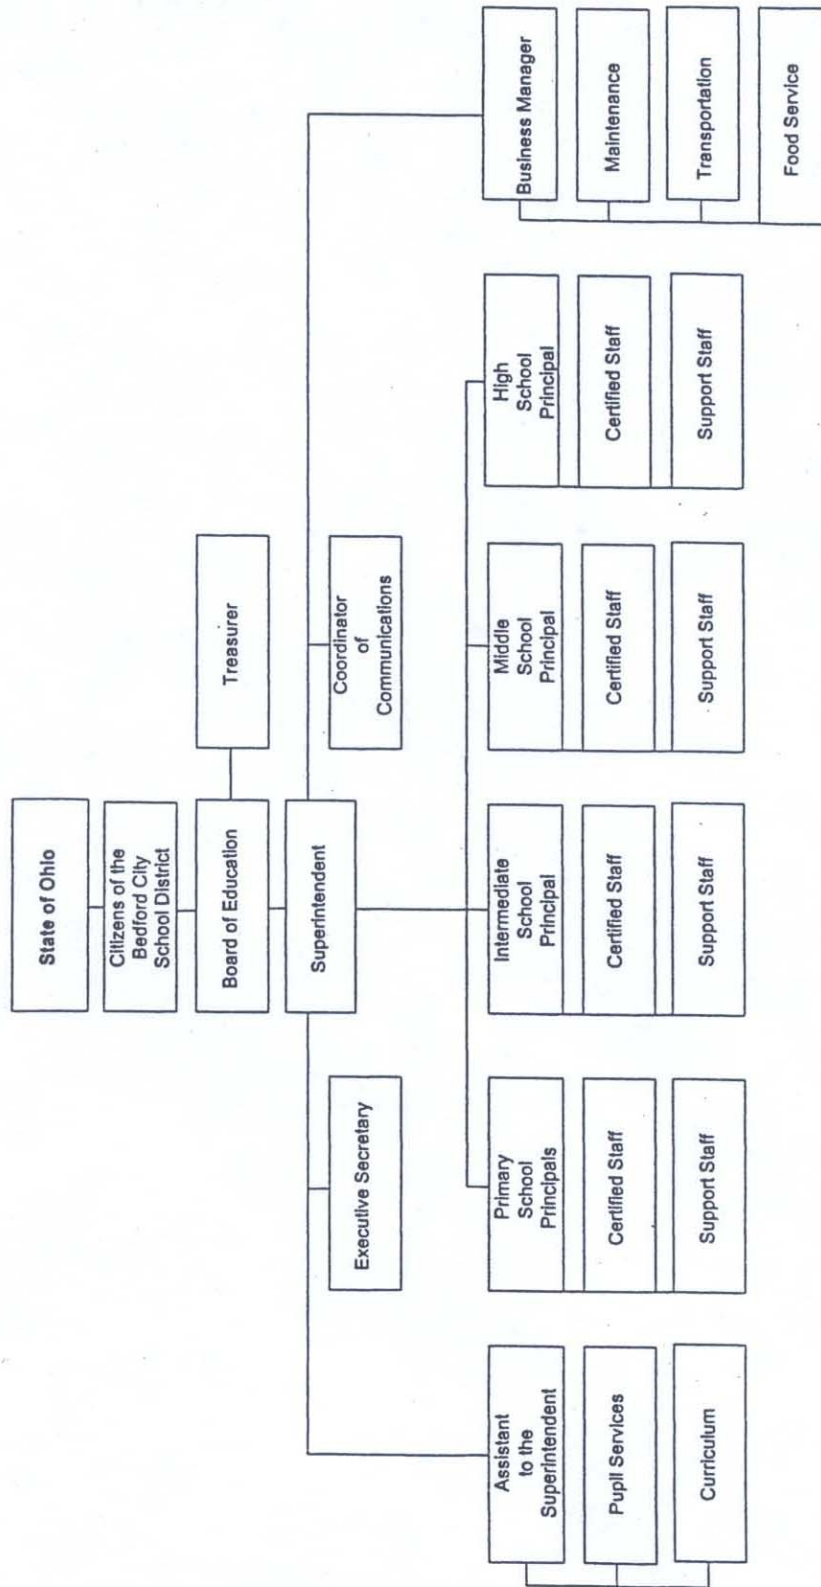 State of Ohio
Citizens of the
Bedford City
School District
Board of Education
Treasurer
Superintendent
Executive Secretary
Coordinator
of
Communications
Assistant
to the
Superintendent
Pupil Services
Curriculum
Primary
School
Principals
Certified Staff
Support Staff
Intermediate
School
Principal
Certified Staff
Support Staff
Middle
School
Principal
Certified Staff
Support Staff
High
School
Principal
Certified Staff
Support Staff
Business Manager
Maintenance
Transportation
Food Service